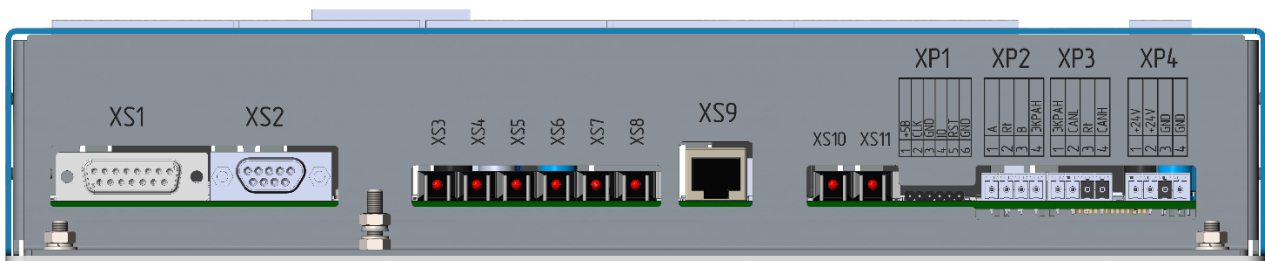 XS1
XS2
XS3
XS4
XS5
XS6
XS7
XS8
XS9
XS10
XS11
XP1
1 +5В
2 CLK
3 GND
4 IO
5 RST
6 GND
XP2
1 A
2 Rt
3 B
4 ЭКРАН
XP3
1 ЭКРАН
2 CANL
3 Rt
4 CANH
XP4
1 +24V
2 +24V
3 GND
4 GND